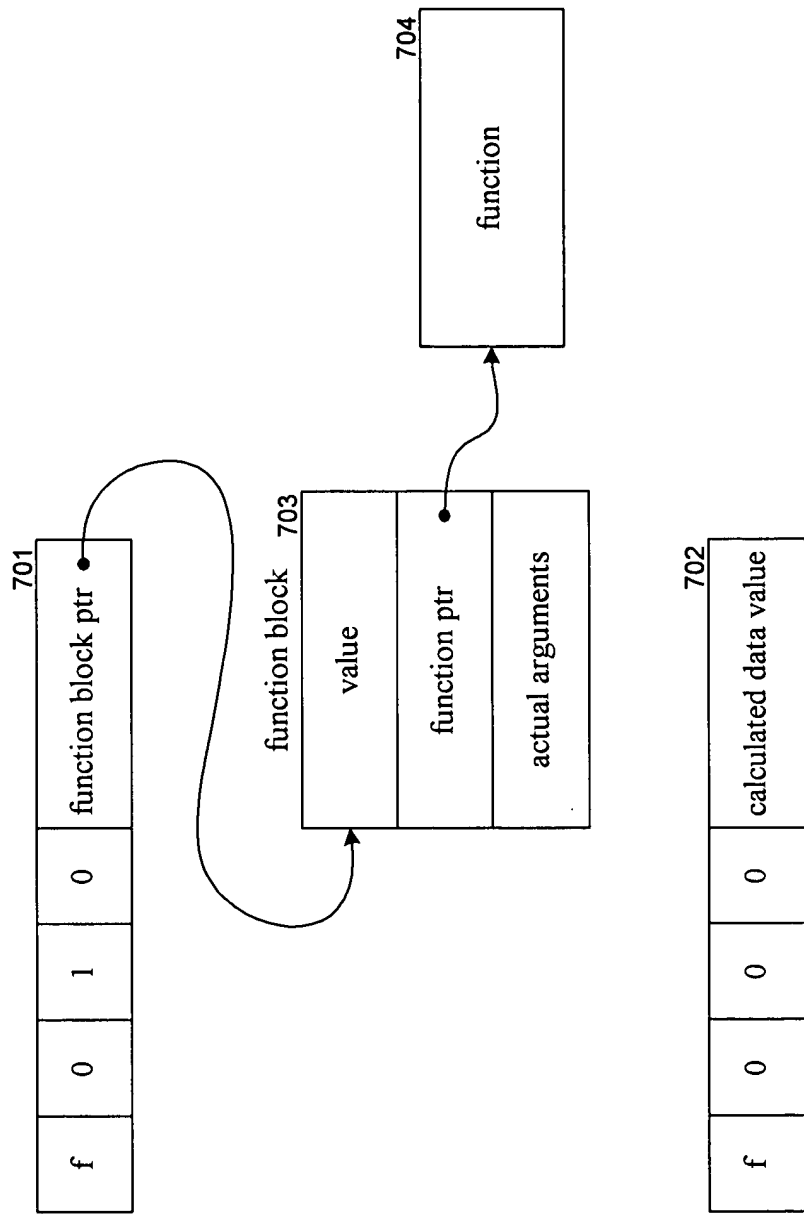 701
f 0 1 0 function block ptr
function block 703
value
function ptr
actual arguments
704
function
702
f 0 0 0 calculated data value